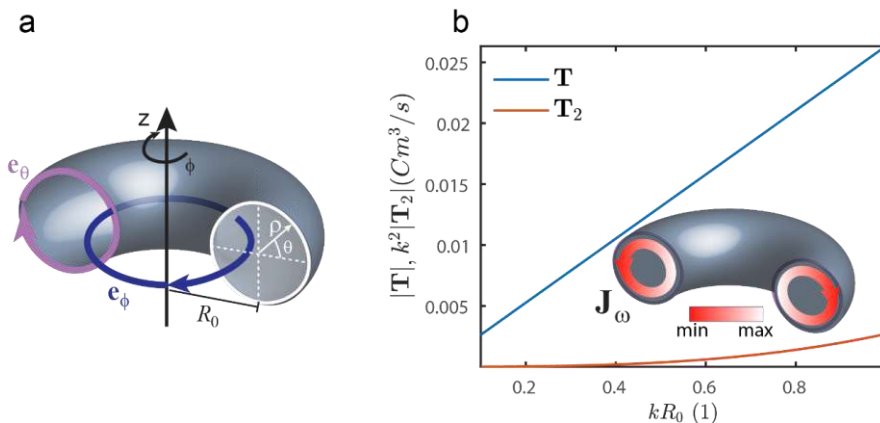 a
z
ϕ
e_θ
ρ
θ
e_ϕ
R_0
b
|T|, k^2|T_2|(Cm^3/s)
0.025
0.02
0.015
0.01
0.005
T
T_2
J_ω
min max
0.2 0.4 0.6 0.8
kR_0 (1)